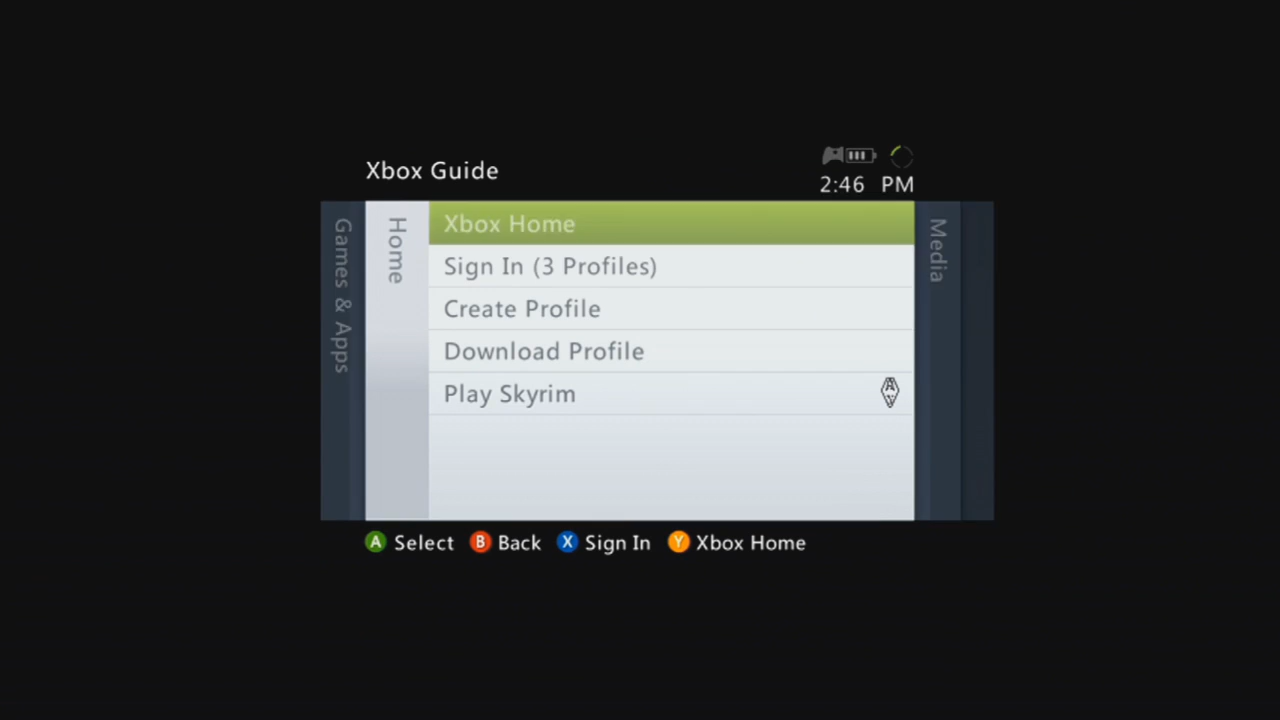 Xbox Guide
2:46 PM
Games & Apps
Home
Xbox Home
Sign In (3 Profiles)
Create Profile
Download Profile
Play Skyrim
Media
A Select B Back X Sign In Y Xbox Home